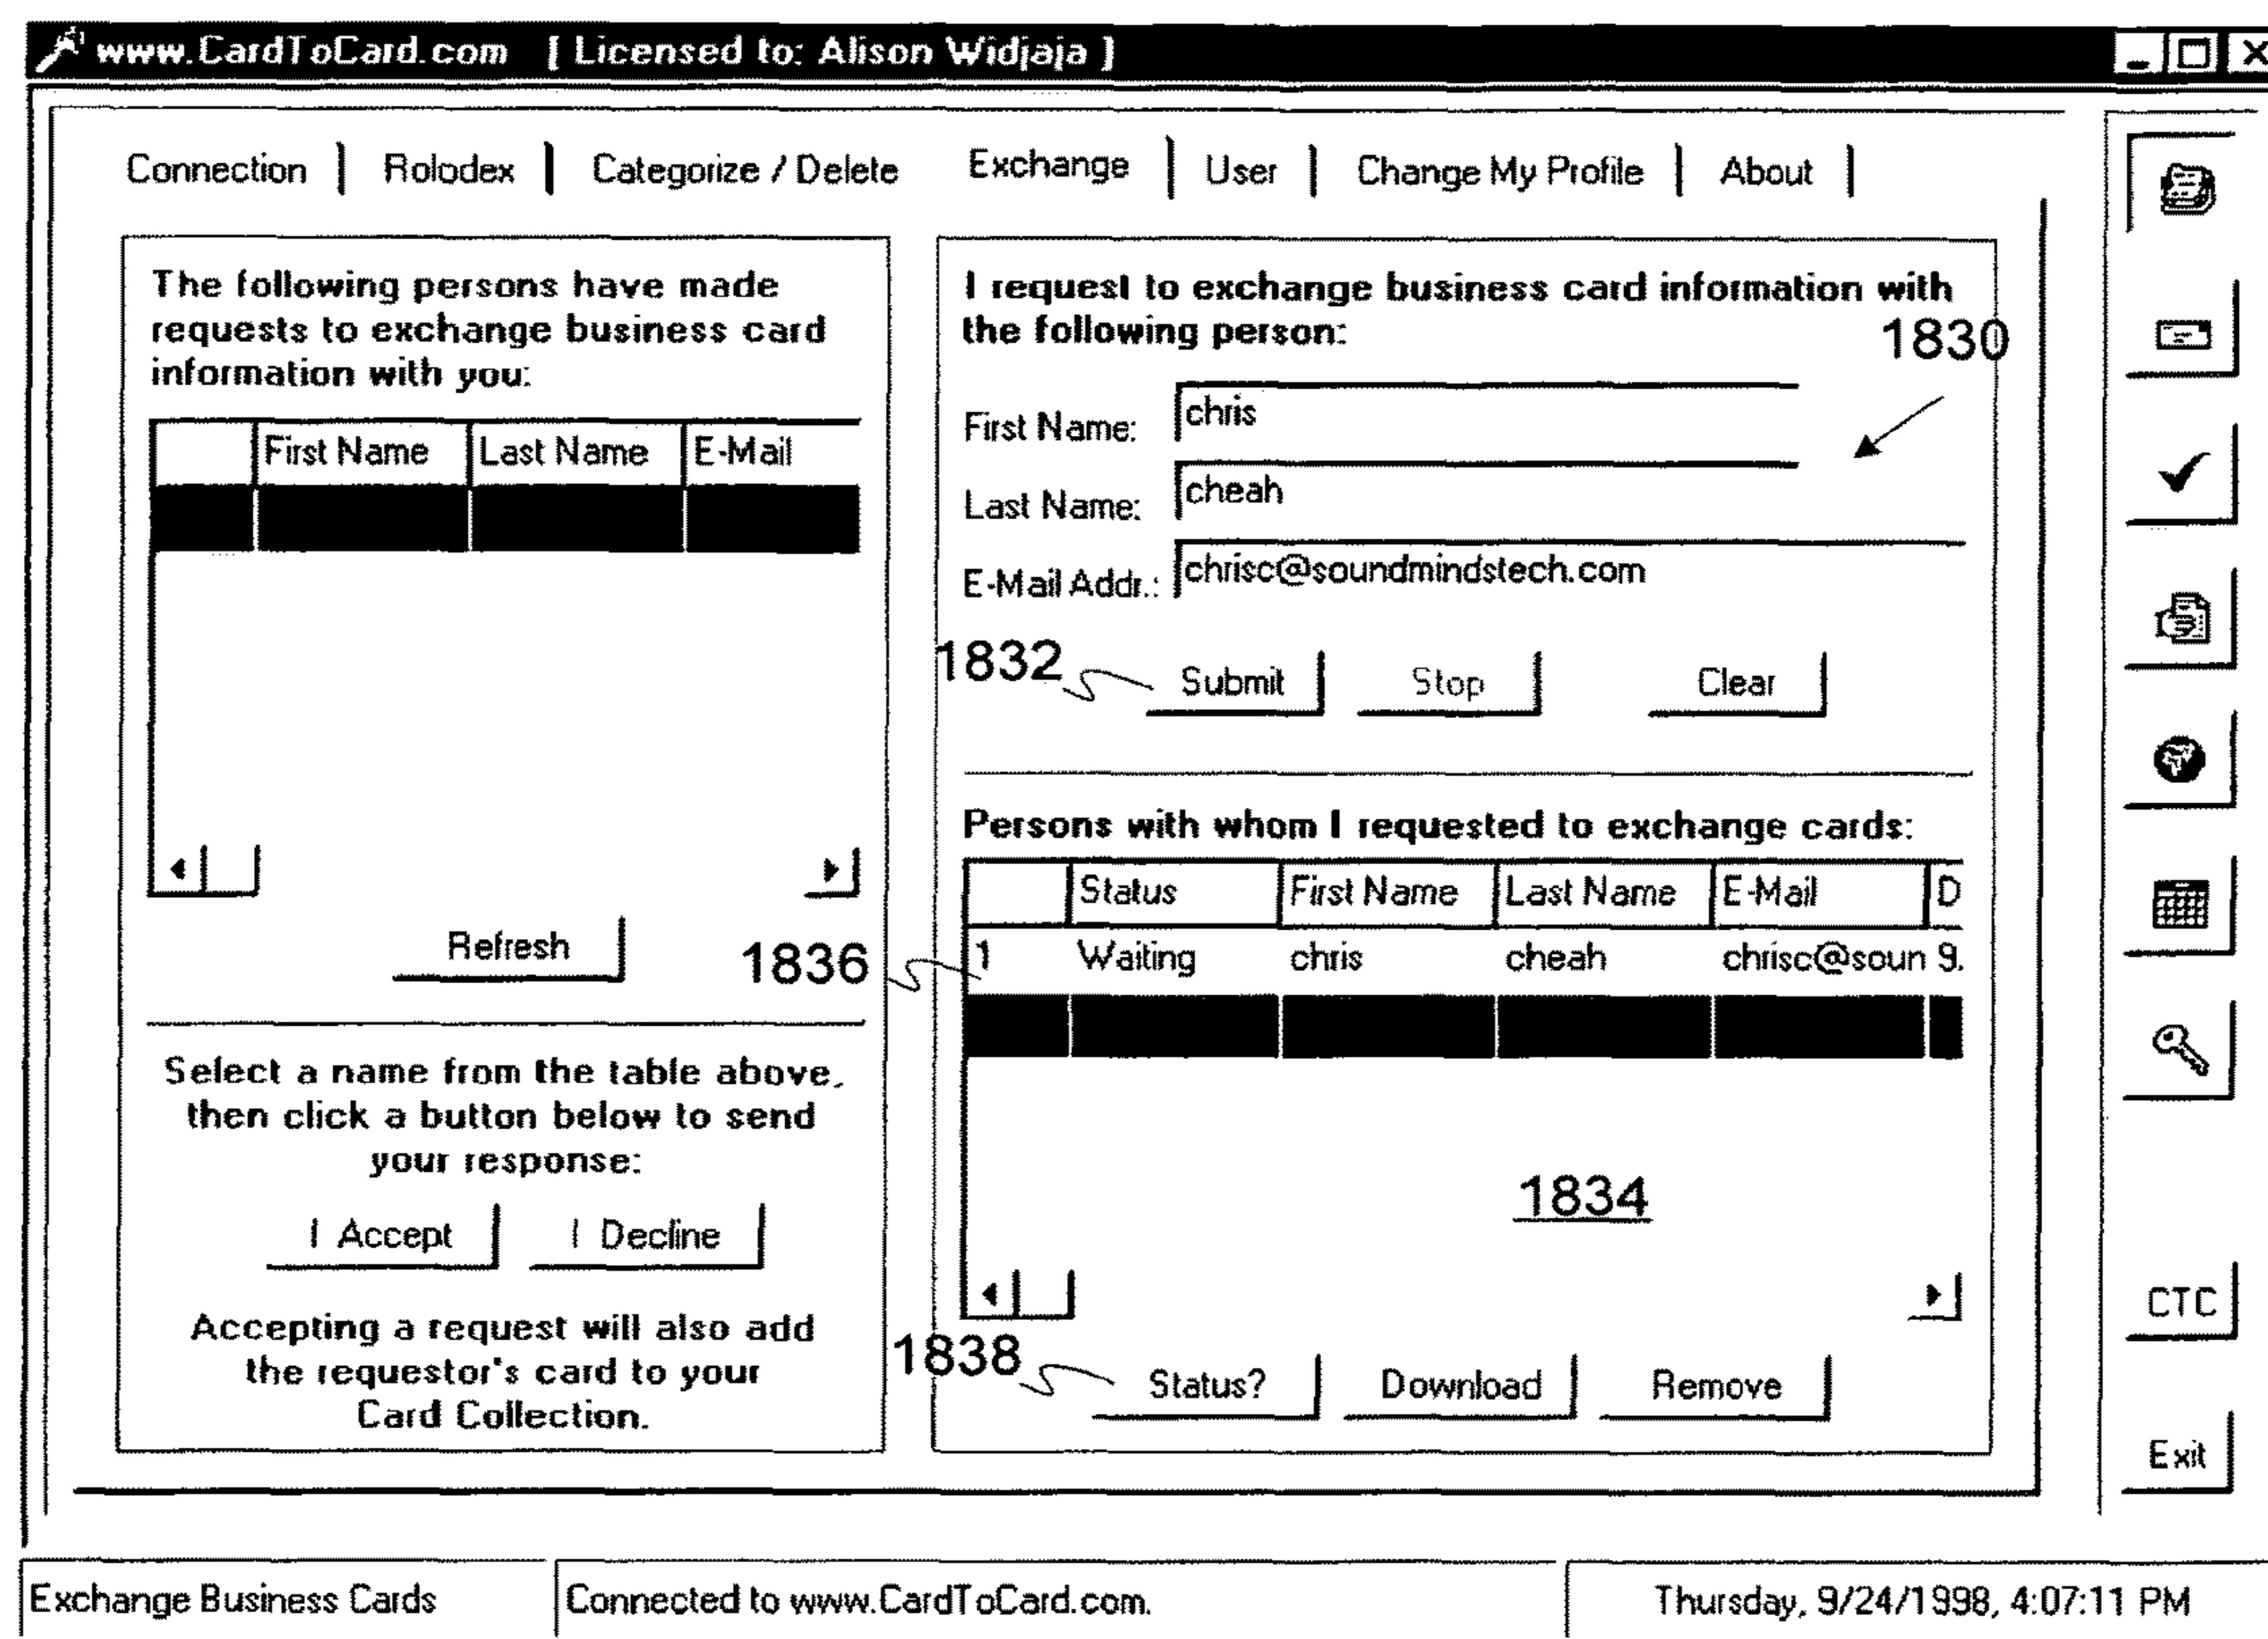 www.CardToCard.com [ Licensed to: Alison Widjaja ]
Connection Rolodex Categorize / Delete Exchange User Change My Profile About
The following persons have made
requests to exchange business card
information with you:
First Name Last Name E-Mail
Refresh
Select a name from the table above,
then click a button below to send
your response:
I Accept I Decline
Accepting a request will also add
the requestor's card to your
Card Collection.
I request to exchange business card information with
the following person:
1830
First Name: chris
Last Name: cheah
E-Mail Addr.: chrisc@soundmindstech.com
1832
Submit Stop Clear
Persons with whom I requested to exchange cards:
Status First Name Last Name E-Mail D
1836
1 Waiting chris cheah chrisc@soun 9.
1834
1838
Status? Download Remove
CTC
Exit
Exchange Business Cards Connected to www.CardToCard.com. Thursday, 9/24/1998, 4:07:11 PM